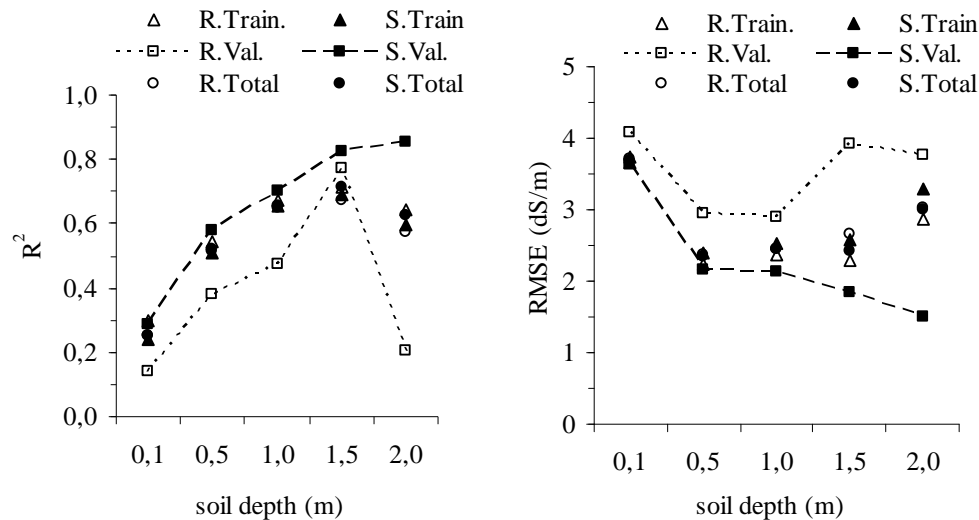 R.Train. S.Train
R.Val. S.Val.
R.Total S.Total
1,0
0,8
0,6
0,4
0,2
0,0
R2
0,1 0,5 1,0 1,5 2,0
soil depth (m)
R.Train. S.Train
R.Val. S.Val.
R.Total S.Total
5
4
3
2
1
0
RMSE (dS/m)
0,1 0,5 1,0 1,5 2,0
soil depth (m)